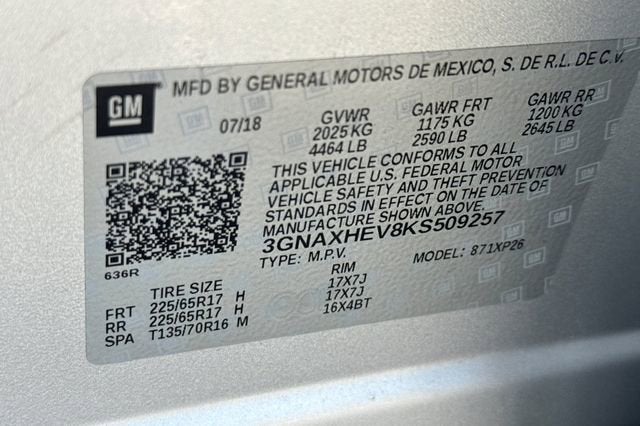 GM
MFD BY GENERAL MOTORS DE MEXICO, S. DE R.L. DE C.V.
07/18 GVWR GAWR FRT GAWR RR
2025 KG 1175 KG 1200 KG
4464 LB 2590 LB 2645 LB
THIS VEHICLE CONFORMS TO ALL
APPLICABLE U.S. FEDERAL MOTOR
VEHICLE SAFETY AND THEFT PREVENTION
STANDARDS IN EFFECT ON THE DATE OF
MANUFACTURE SHOWN ABOVE.
3GNAXHEV8KS509257
TYPE: M.P.V. MODEL: 871XP26
636R
TIRE SIZE RIM
FRT 225/65R17 H 17X7J
RR 225/65R17 H 17X7J
SPA T135/70R16 M 16X4BT